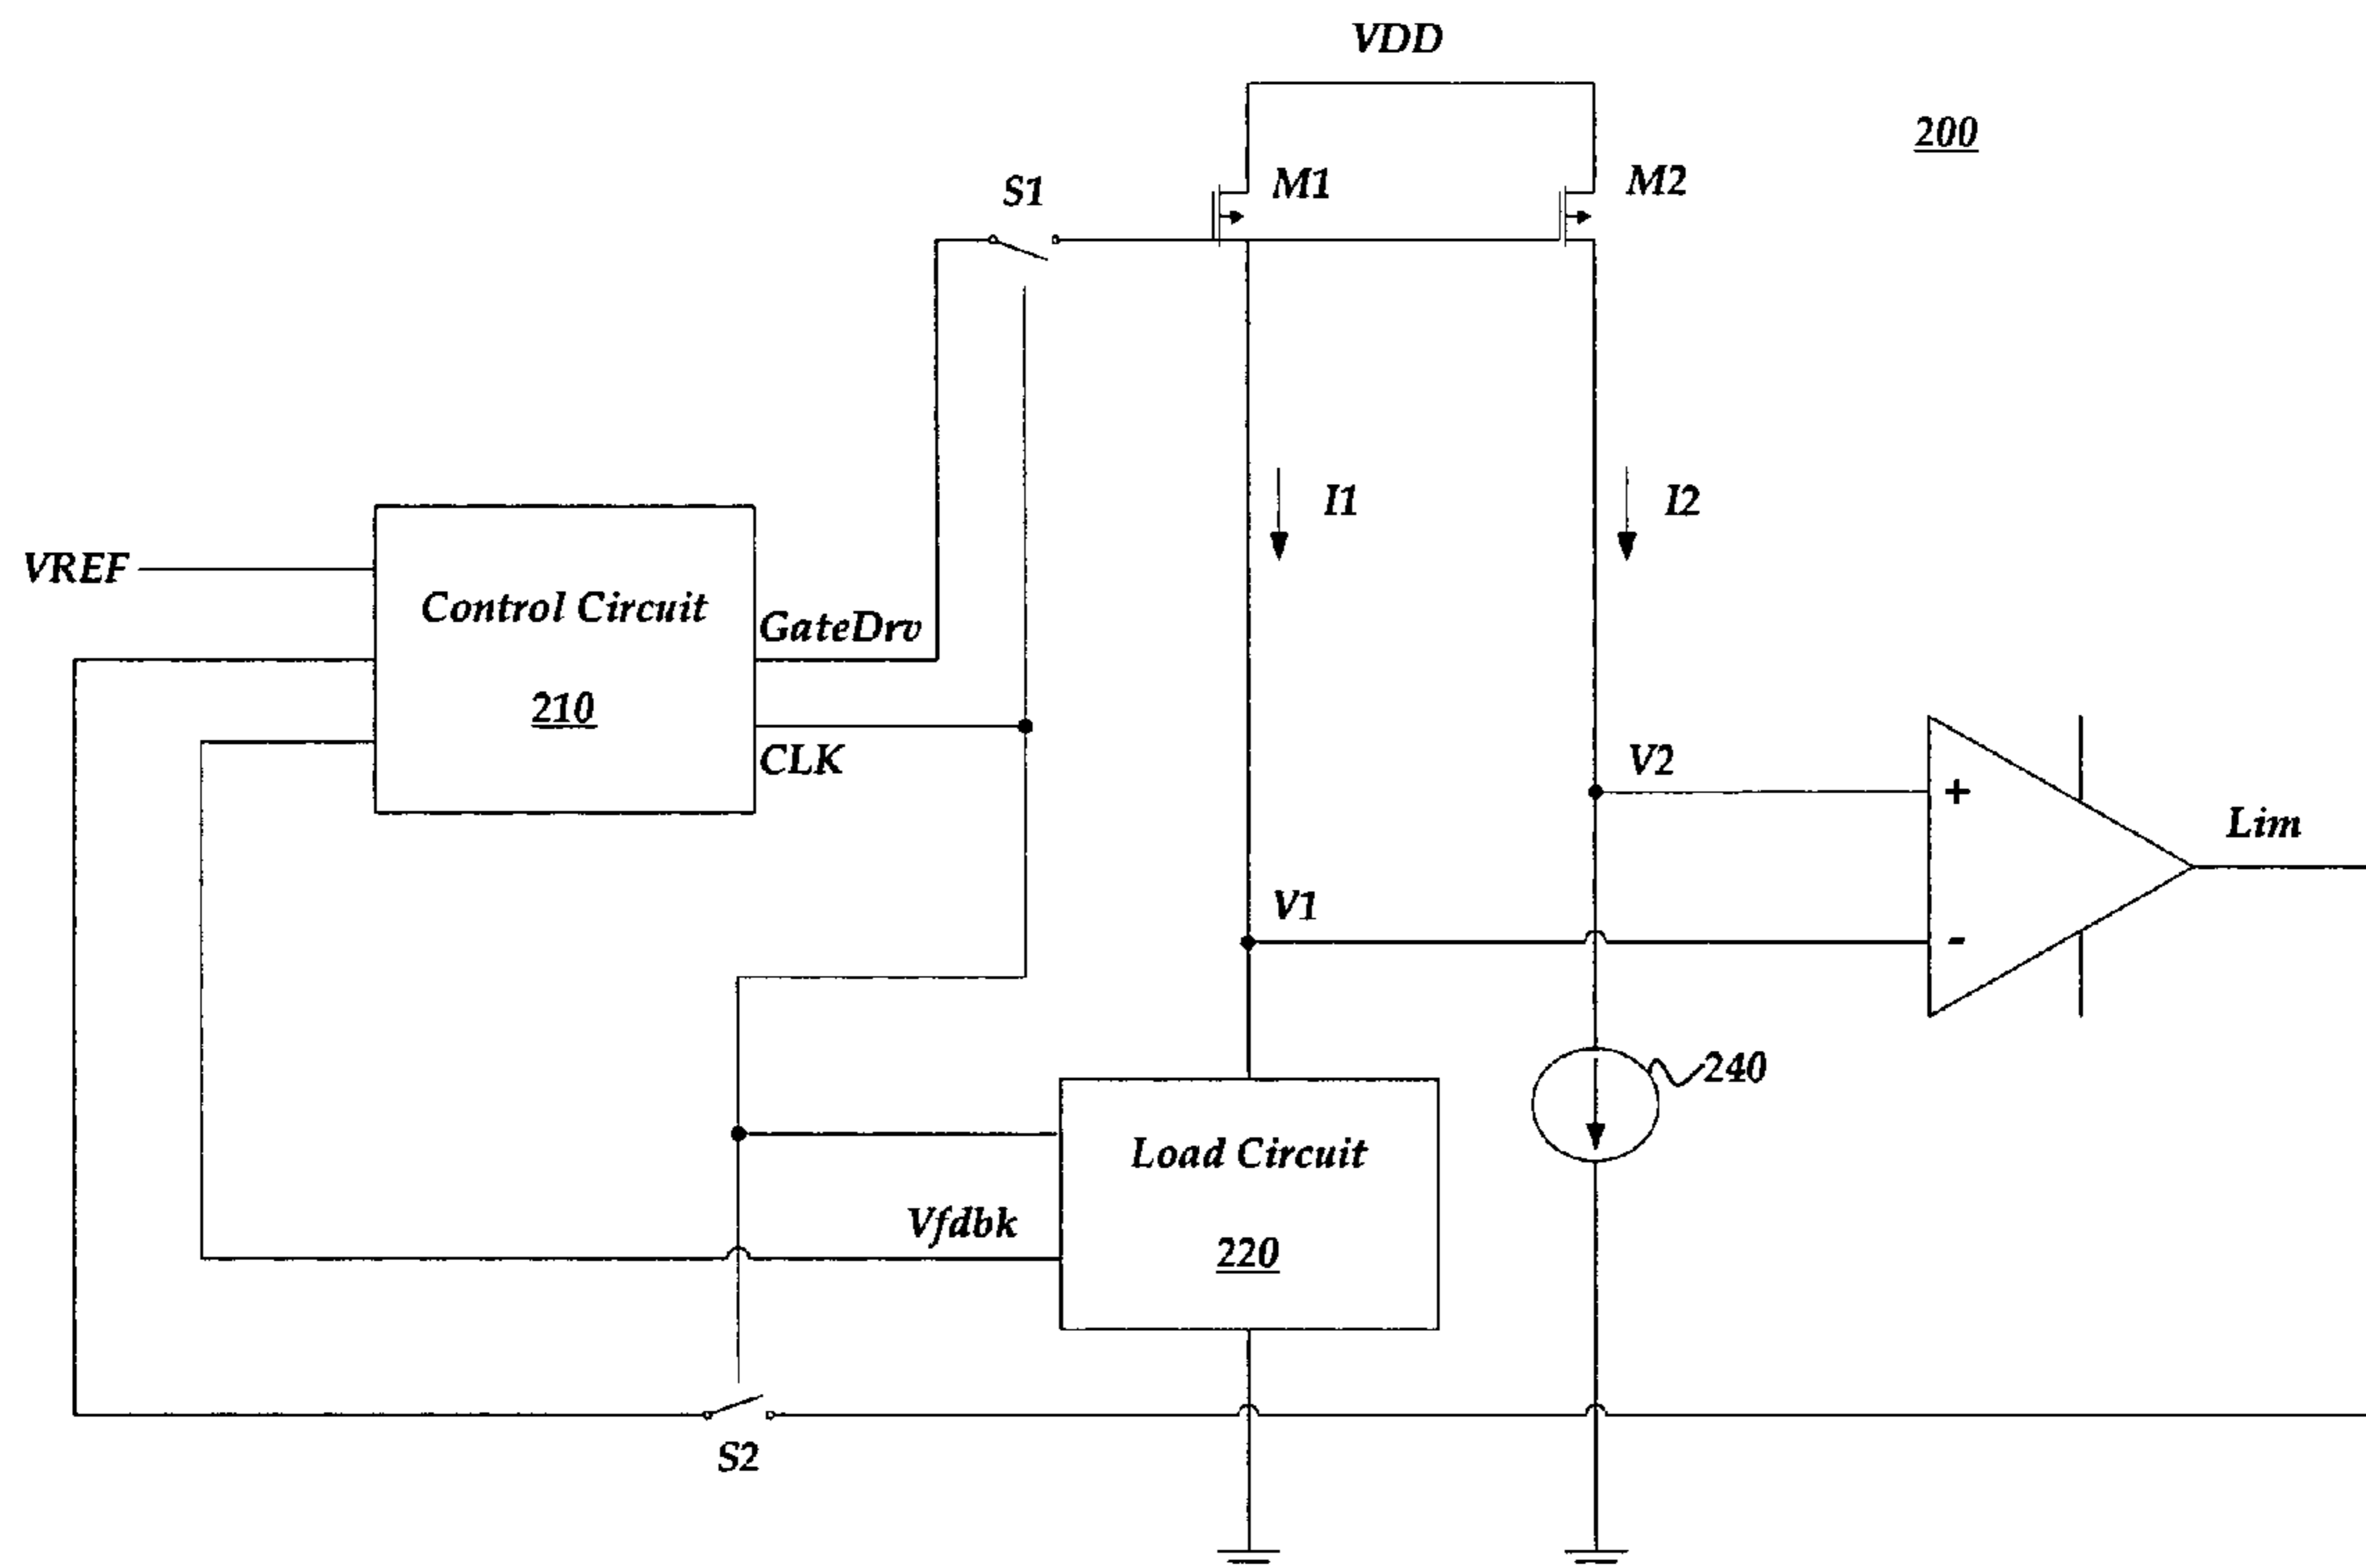 VDD
200
S1
M1
M2
I1
I2
VREF
Control Circuit
210
GateDrv
CLK
V2
+
Lim
V1
-
240
Load Circuit
Vfdbk
220
S2